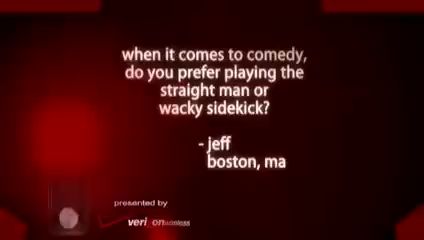 when it comes to comedy,
do you prefer playing the
straight man or
wacky sidekick?
- jeff
boston, ma
presented by
verizon